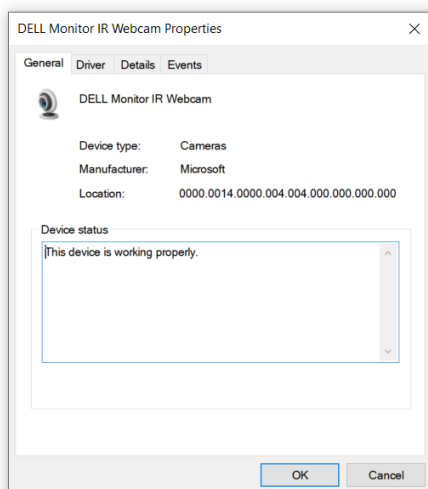 DELL Monitor IR Webcam Properties
General Driver Details Events
DELL Monitor IR Webcam
Device type: Cameras
Manufacturer: Microsoft
Location: 0000.0014.0000.004.004.000.000.000.000
Device status
This device is working properly.
OK Cancel